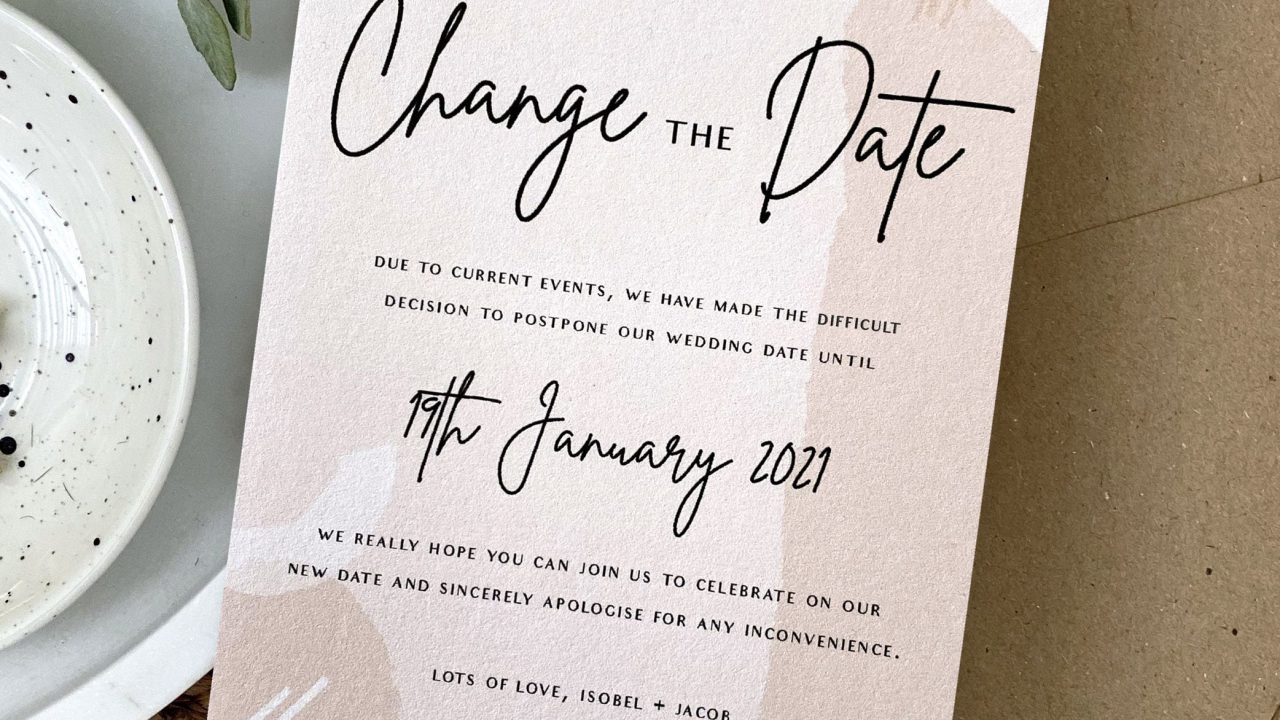 Change THE Date
DUE TO CURRENT EVENTS, WE HAVE MADE THE DIFFICULT
DECISION TO POSTPONE OUR WEDDING DATE UNTIL
19th January 2021
WE REALLY HOPE YOU CAN JOIN US TO CELEBRATE ON OUR
NEW DATE AND SINCERELY APOLOGISE FOR ANY INCONVENIENCE.
LOTS OF LOVE, ISOBEL + JACOB